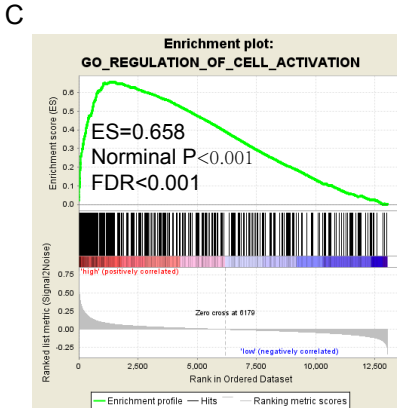 C
Enrichment plot:
GO_REGULATION_OF_CELL_ACTIVATION
Enrichment score (ES)
0.6
0.5
0.4
0.3
0.2
0.1
0.0
ES=0.658
Norminal P<0.001
FDR<0.001
Ranked list metric (Signal2Noise)
0.75
0.50
0.25
0.00
-0.25
'high' (positively correlated)
Zero cross at 6179
'low' (negatively correlated)
0 2,500 5,000 7,500 10,000 12,500
Rank in Ordered Dataset
Enrichment profile Hits Ranking metric scores